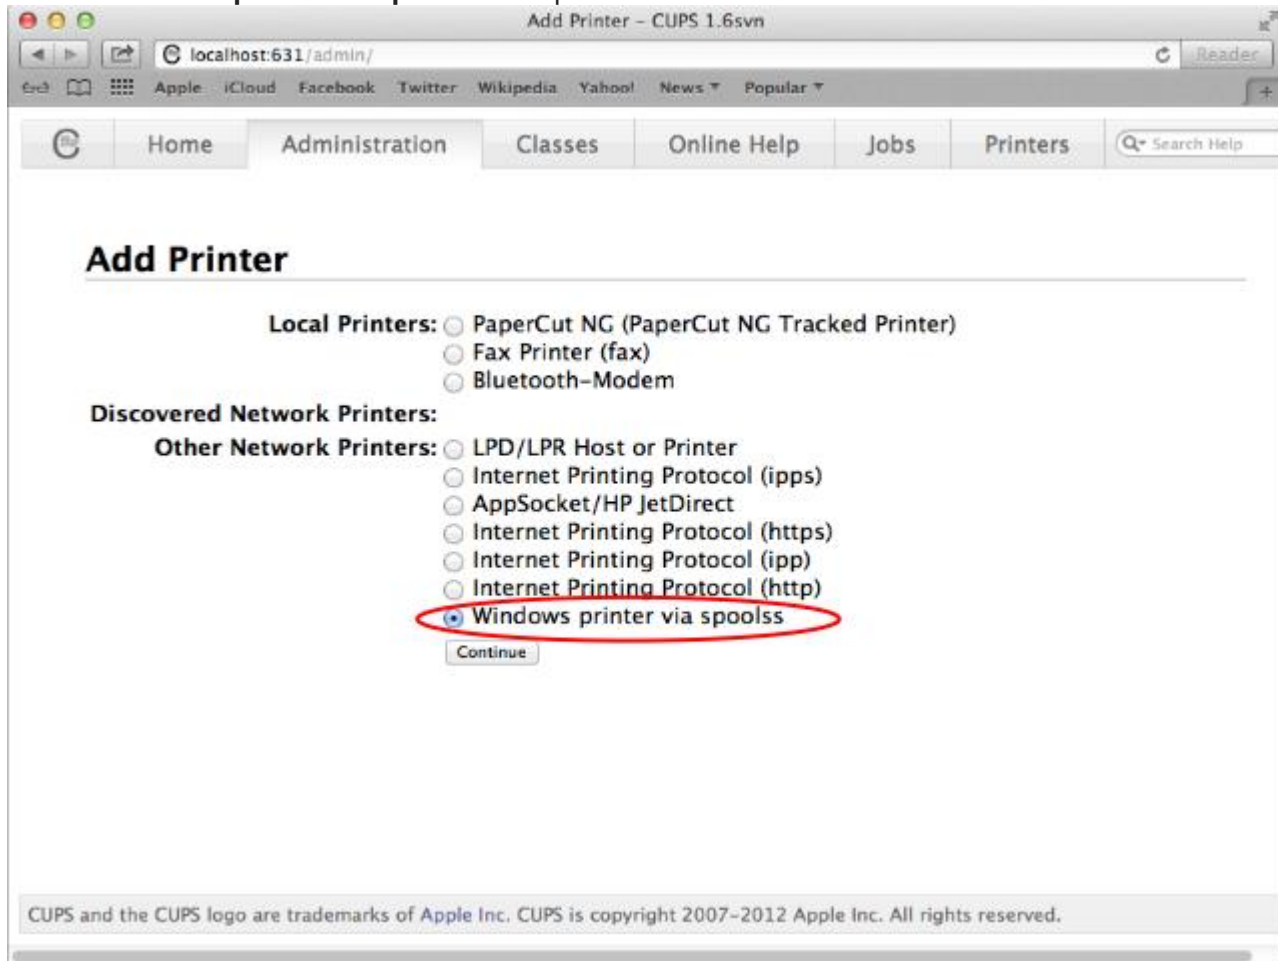 Add Printer – CUPS 1.6svn
localhost:631/admin/
Reader
Apple iCloud Facebook Twitter Wikipedia Yahoo! News ▾ Popular ▾
Home Administration Classes Online Help Jobs Printers Search Help
Add Printer
Local Printers: PaperCut NG (PaperCut NG Tracked Printer)
Fax Printer (fax)
Bluetooth-Modem
Discovered Network Printers:
Other Network Printers: LPD/LPR Host or Printer
Internet Printing Protocol (ipps)
AppSocket/HP JetDirect
Internet Printing Protocol (https)
Internet Printing Protocol (ipp)
Internet Printing Protocol (http)
Windows printer via spoolss
Continue
CUPS and the CUPS logo are trademarks of Apple Inc. CUPS is copyright 2007-2012 Apple Inc. All rights reserved.